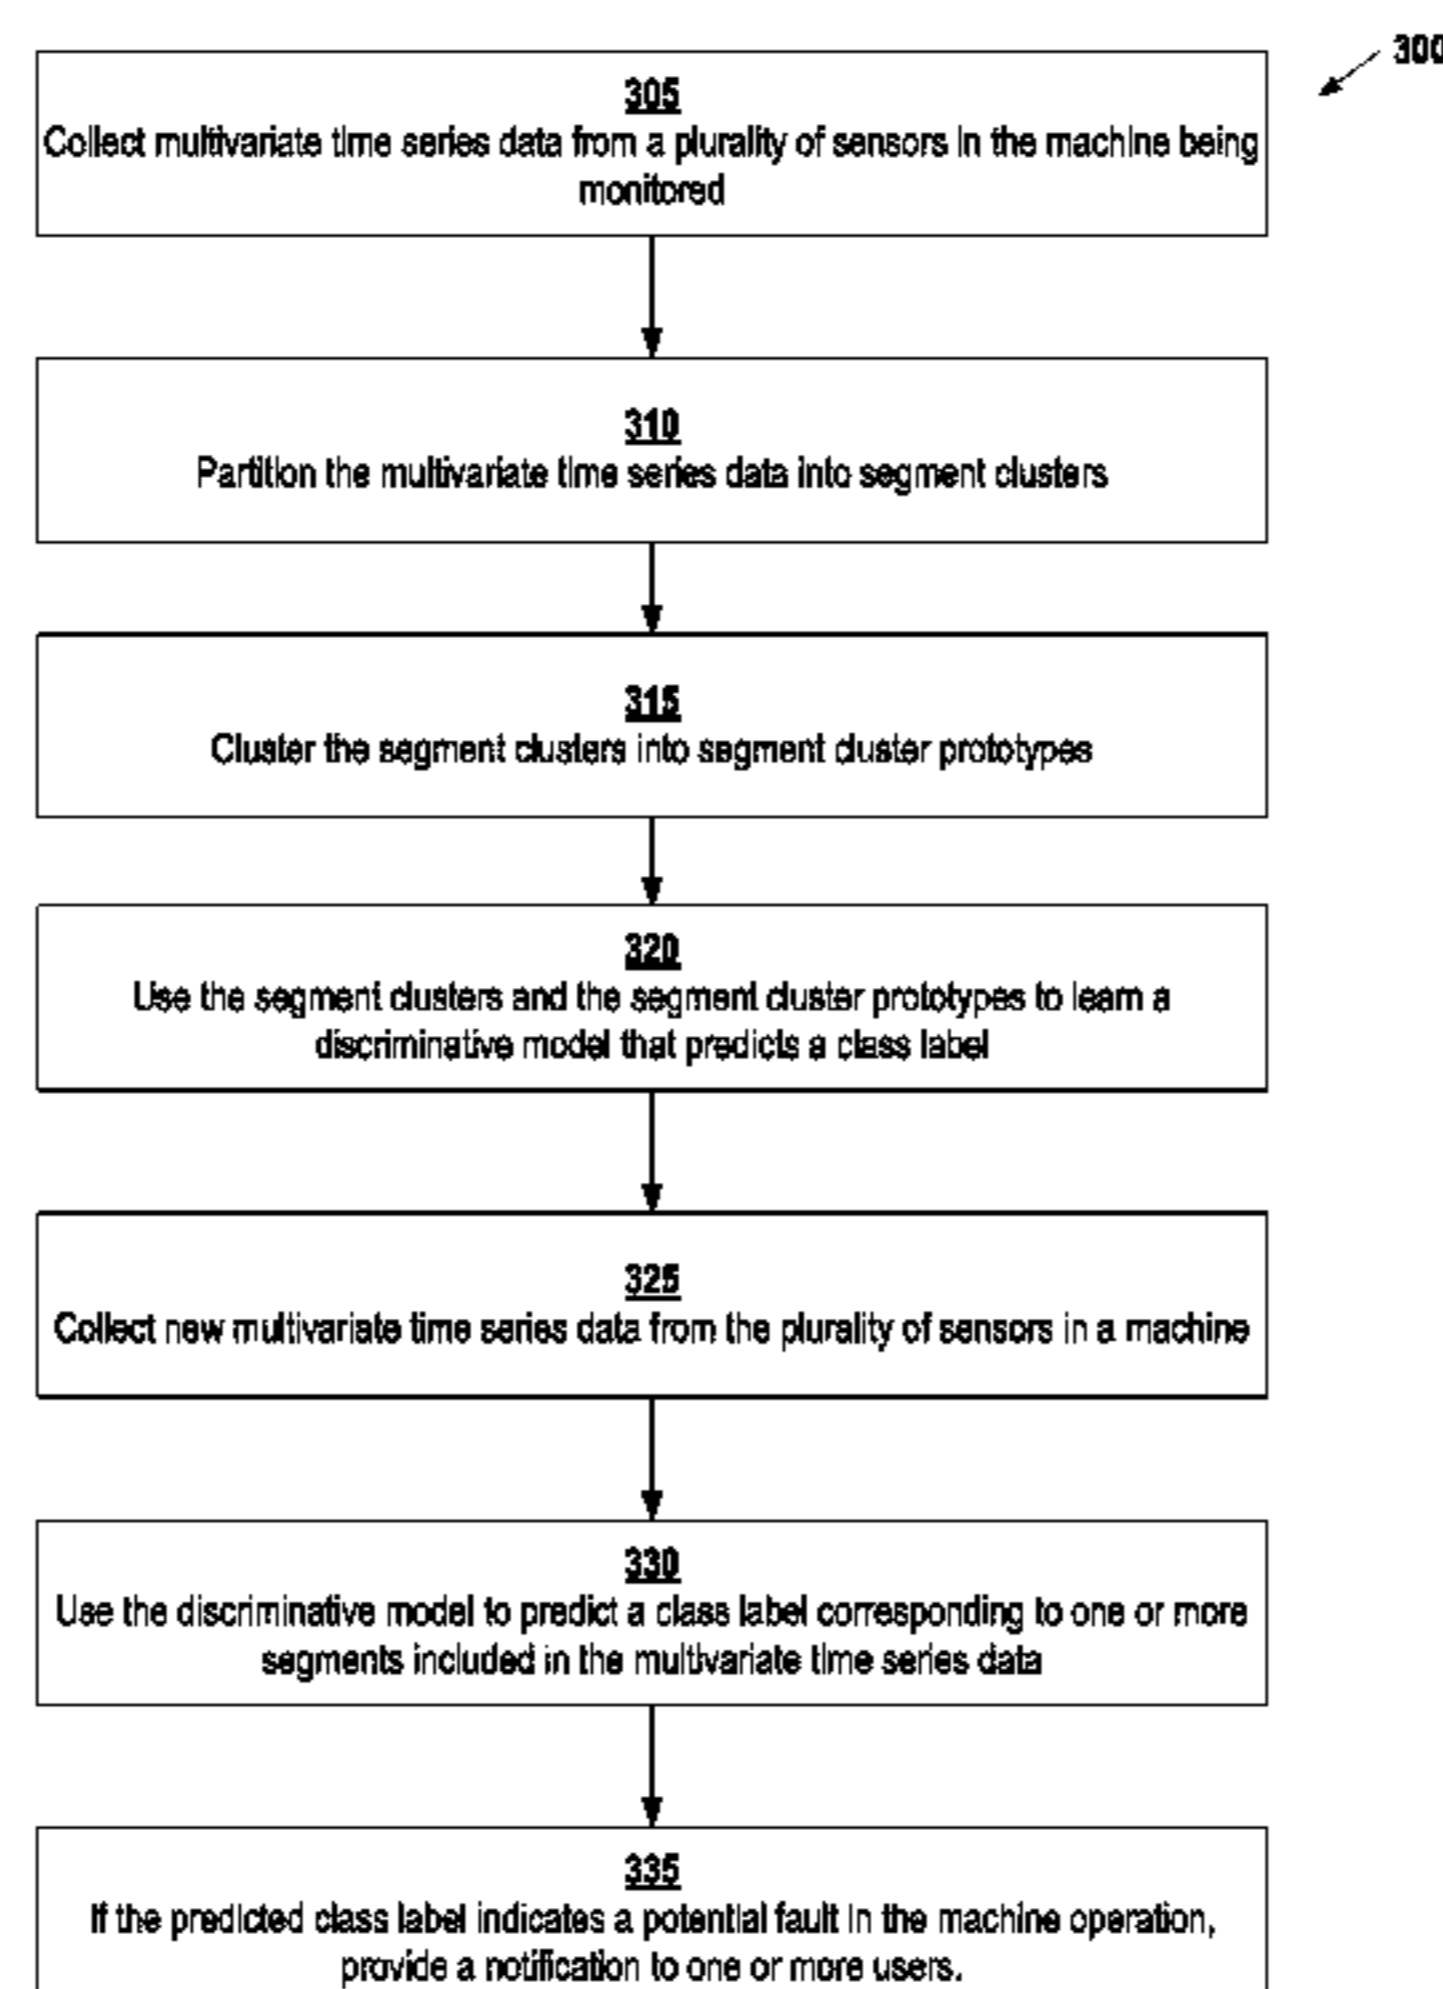 300
305
Collect multivariate time series data from a plurality of sensors in the machine being
monitored
310
Partition the multivariate time series data into segment clusters
315
Cluster the segment clusters into segment cluster prototypes
320
Use the segment clusters and the segment cluster prototypes to learn a
discriminative model that predicts a class label
325
Collect new multivariate time series data from the plurality of sensors in a machine
330
Use the discriminative model to predict a class label corresponding to one or more
segments included in the multivariate time series data
335
If the predicted class label indicates a potential fault in the machine operation,
provide a notification to one or more users.